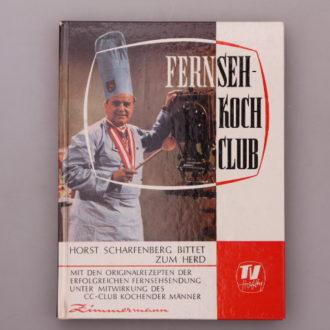 FERNSEH-
KOCH
CLUB
HORST SCHARFENBERG BITTET
ZUM HERD
MIT DEN ORIGINALREZEPTEN DER
ERFOLGREICHEN FERNSEHSENDUNG
UNTER MITWIRKUNG DES
CC-CLUB KOCHENDER MÄNNER
Zimmermann
TV